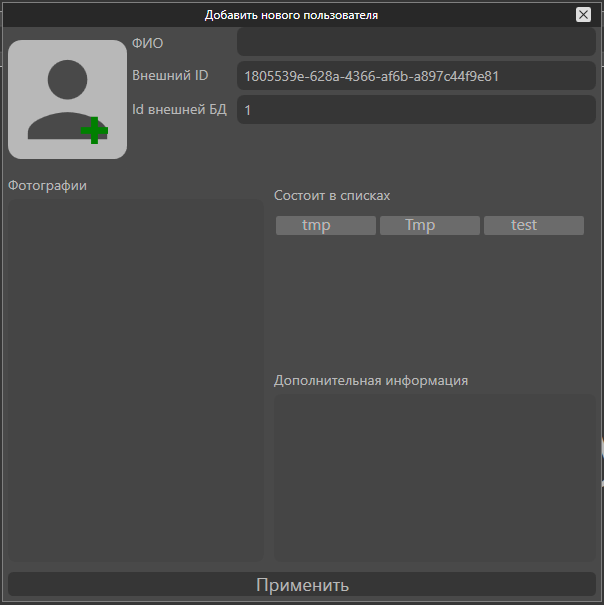 Добавить нового пользователя
ФИО
Внешний ID 1805539e-628a-4366-af6b-a897c44f9e81
Id внешней БД 1
Фотографии
Состоит в списках
tmp Tmp test
Дополнительная информация
Применить